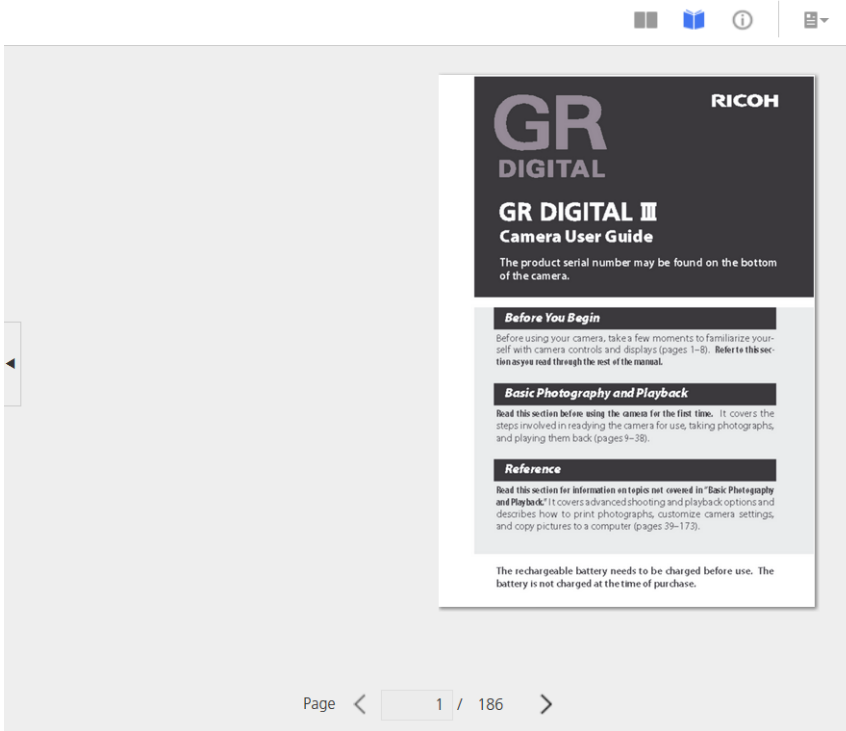 RICOH
GR
DIGITAL
GR DIGITAL III
Camera User Guide
The product serial number may be found on the bottom
of the camera.
Before You Begin
Before using your camera, take a few moments to familiarize your-
self with camera controls and displays (pages 1–8). Refer to this sec-
tion as you read through the rest of the manual.
Basic Photography and Playback
Read this section before using the camera for the first time. It covers the
steps involved in readying the camera for use, taking photographs,
and playing them back (pages 9–38).
Reference
Read this section for information on topics not covered in “Basic Photography
and Playback.” It covers advanced shooting and playback options and
describes how to print photographs, customize camera settings,
and copy pictures to a computer (pages 39–173).
The rechargeable battery needs to be charged before use. The
battery is not charged at the time of purchase.
Page 1 / 186